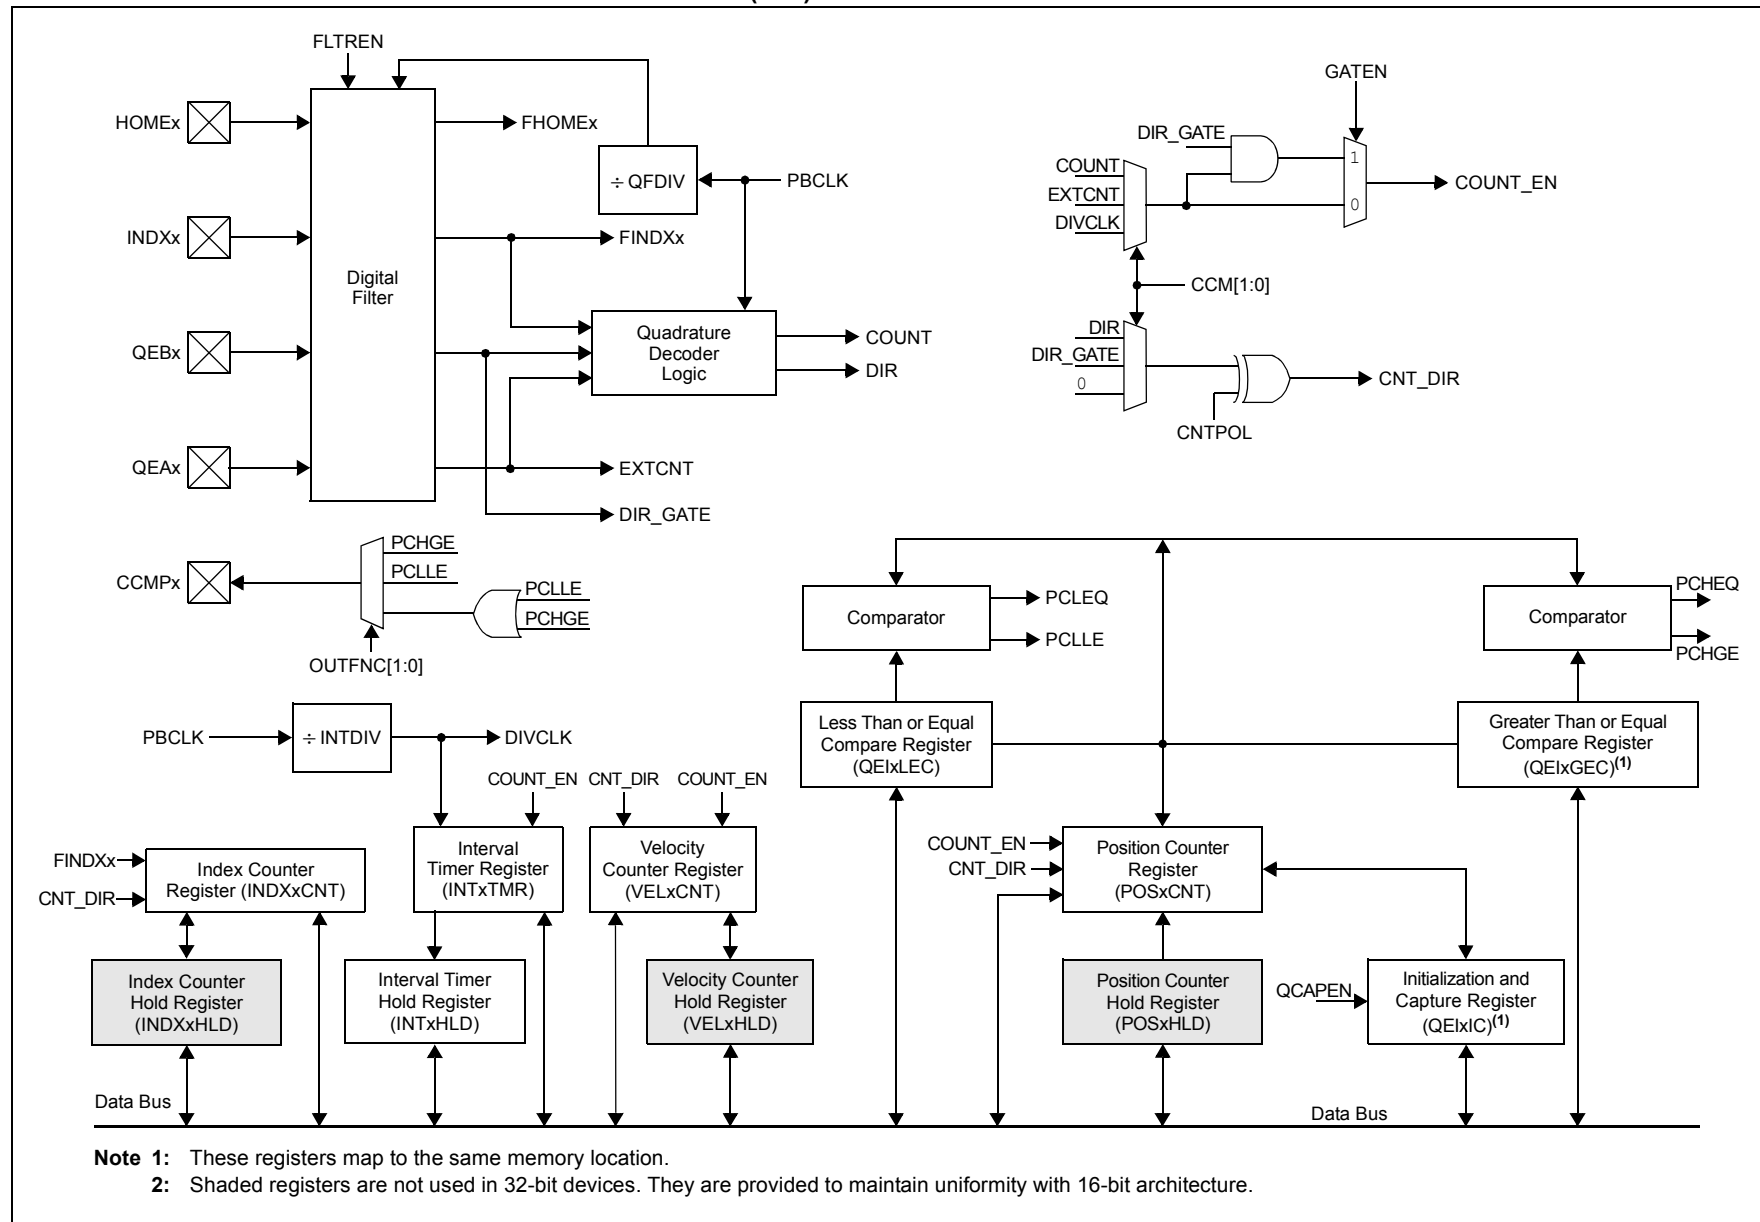 FLTREN
GATEN
HOMEx
FHOMEx
DIR_GATE
÷ QFDIV
PBCLK
COUNT
EXTCNT
DIVCLK
1
0
COUNT_EN
INDXx
FINDXx
Digital
Filter
CCM[1:0]
QEBx
Quadrature
Decoder
Logic
COUNT
DIR
DIR
DIR_GATE
0
CNT_DIR
CNTPOL
QEAx
EXTCNT
DIR_GATE
CCMPx
PCHGE
PCLLE
PCLLE
PCHGE
OUTFNC[1:0]
Comparator
PCLEQ
PCLLE
Comparator
PCHEQ
PCHGE
PBCLK
÷ INTDIV
DIVCLK
Less Than or Equal
Compare Register
(QEIxLEC)
Greater Than or Equal
Compare Register
(QEIxGEC)(1)
COUNT_EN
CNT_DIR
COUNT_EN
FINDXx
CNT_DIR
Index Counter
Register (INDXxCNT)
Interval
Timer Register
(INTxTMR)
Velocity
Counter Register
(VELxCNT)
COUNT_EN
CNT_DIR
Position Counter
Register
(POSxCNT)
Index Counter
Hold Register
(INDXxHLD)
Interval Timer
Hold Register
(INTxHLD)
Velocity Counter
Hold Register
(VELxHLD)
Position Counter
Hold Register
(POSxHLD)
QCAPEN
Initialization and
Capture Register
(QEIxIC)(1)
Data Bus
Data Bus
Note 1: These registers map to the same memory location.
2: Shaded registers are not used in 32-bit devices. They are provided to maintain uniformity with 16-bit architecture.